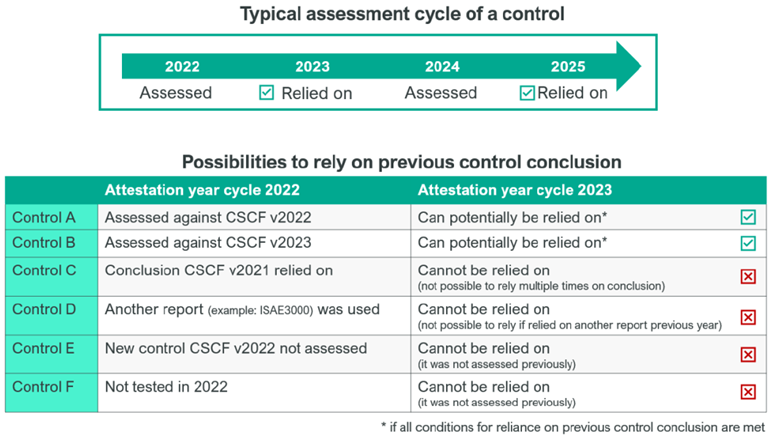 Typical assessment cycle of a control
2022 2023 2024 2025
Assessed Relied on Assessed Relied on
Possibilities to rely on previous control conclusion
Attestation year cycle 2022 Attestation year cycle 2023
Control A Assessed against CSCF v2022 Can potentially be relied on*
Control B Assessed against CSCF v2023 Can potentially be relied on*
Control C Conclusion CSCF v2021 relied on Cannot be relied on
(not possible to rely multiple times on conclusion)
Control D Another report (example: ISAE3000) was used Cannot be relied on
(not possible to rely if relied on another report previous year)
Control E New control CSCF v2022 not assessed Cannot be relied on
(it was not assessed previously)
Control F Not tested in 2022 Cannot be relied on
(it was not assessed previously)
* if all conditions for reliance on previous control conclusion are met